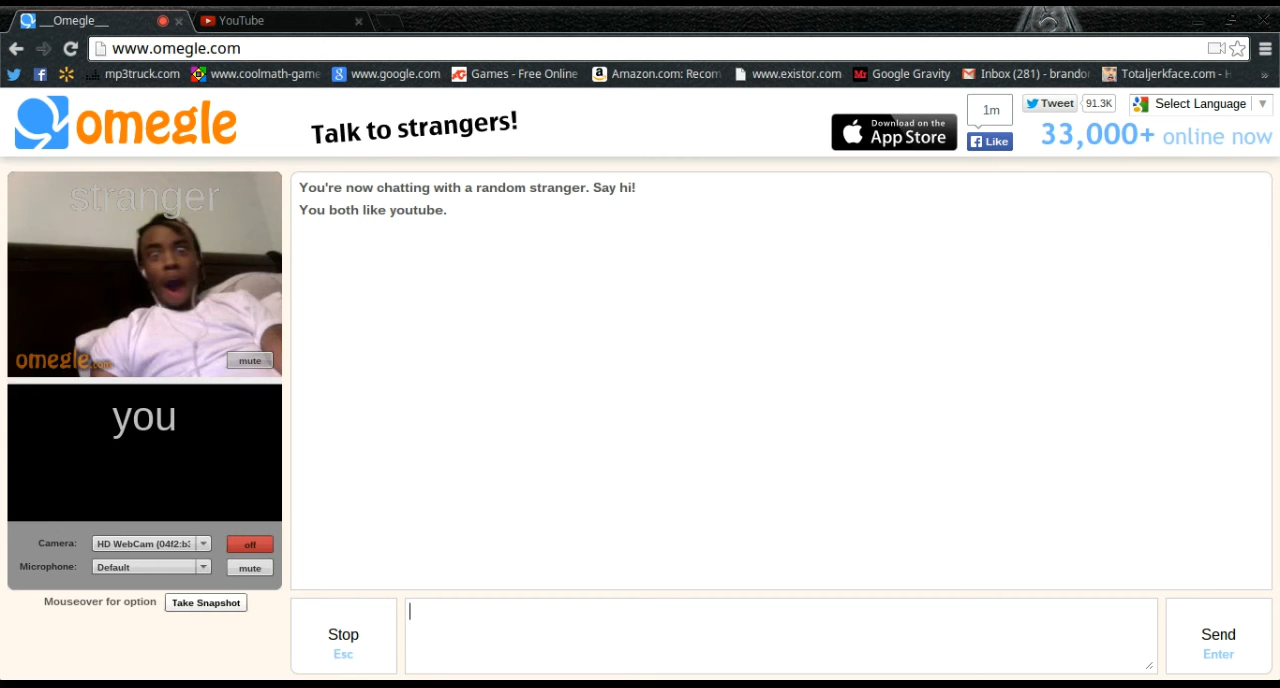 __Omegle__
YouTube
www.omegle.com
mp3truck.com
www.coolmath-game
www.google.com
Games - Free Online
Amazon.com: Recom
www.existor.com
Google Gravity
Inbox (281) - brandor
Totaljerkface.com - H
omegle
Talk to strangers!
Download on the
App Store
1m
Like
Tweet
91.3K
Select Language
33,000+ online now
stranger
omegle.com
mute
you
Camera:
HD WebCam (04f2:b3
off
Microphone:
Default
mute
Mouseover for option
Take Snapshot
You're now chatting with a random stranger. Say hi!
You both like youtube.
Stop
Esc
Send
Enter